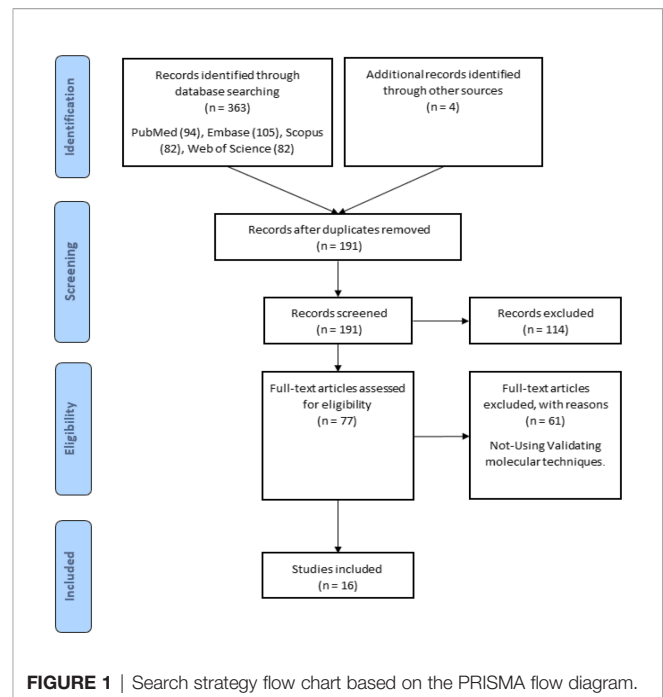 Identification
Records identified through
database searching
(n = 363)
PubMed (94), Embase (105), Scopus
(82), Web of Science (82)
Additional records identified
through other sources
(n = 4)
Screening
Records after duplicates removed
(n = 191)
Records screened
(n = 191)
Records excluded
(n = 114)
Eligibility
Full-text articles assessed
for eligibility
(n = 77)
Full-text articles
excluded, with reasons
(n = 61)
Not-Using Validating
molecular techniques.
Included
Studies included
(n = 16)
FIGURE 1 | Search strategy flow chart based on the PRISMA flow diagram.